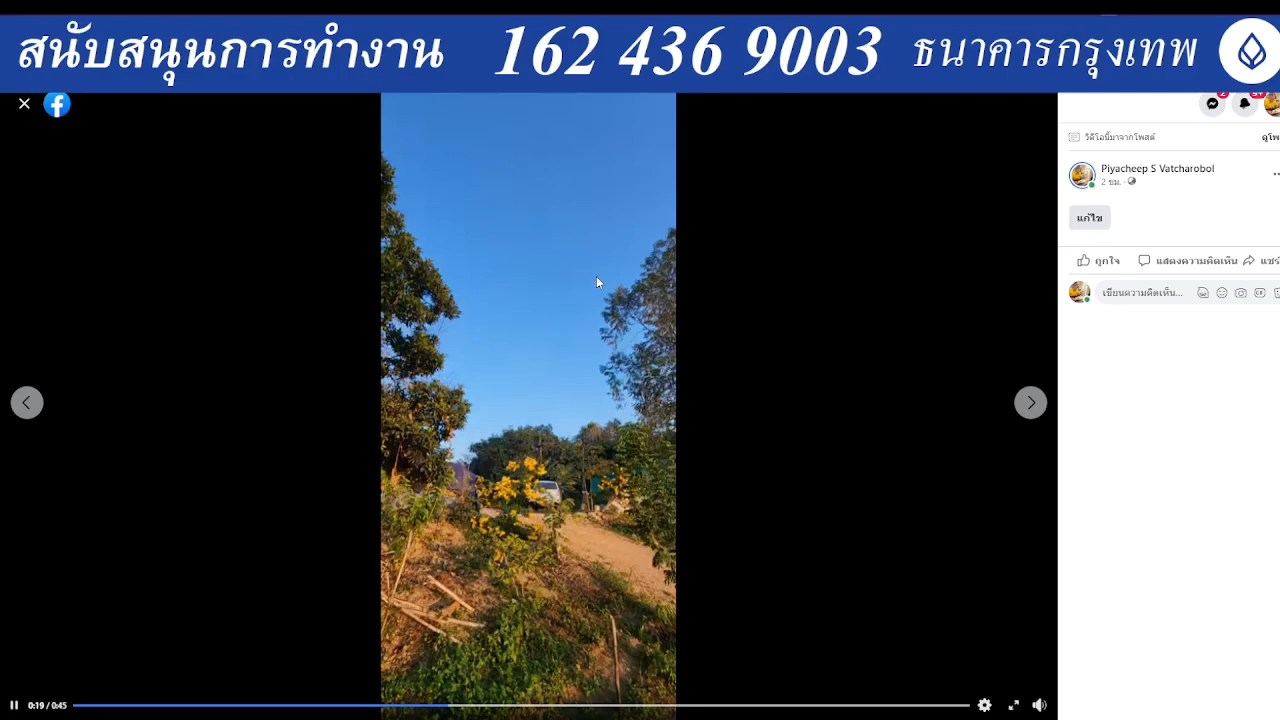 สนับสนุนการทำงาน 162 436 9003 ธนาคารกรุงเทพ
วิดีโอนี้มาจากโพสต์
Piyacheep S Vatcharobol
2 ชม.
แก้ไข
ถูกใจ แสดงความคิดเห็น แชร์
เขียนความคิดเห็น...
0:19 / 0:45